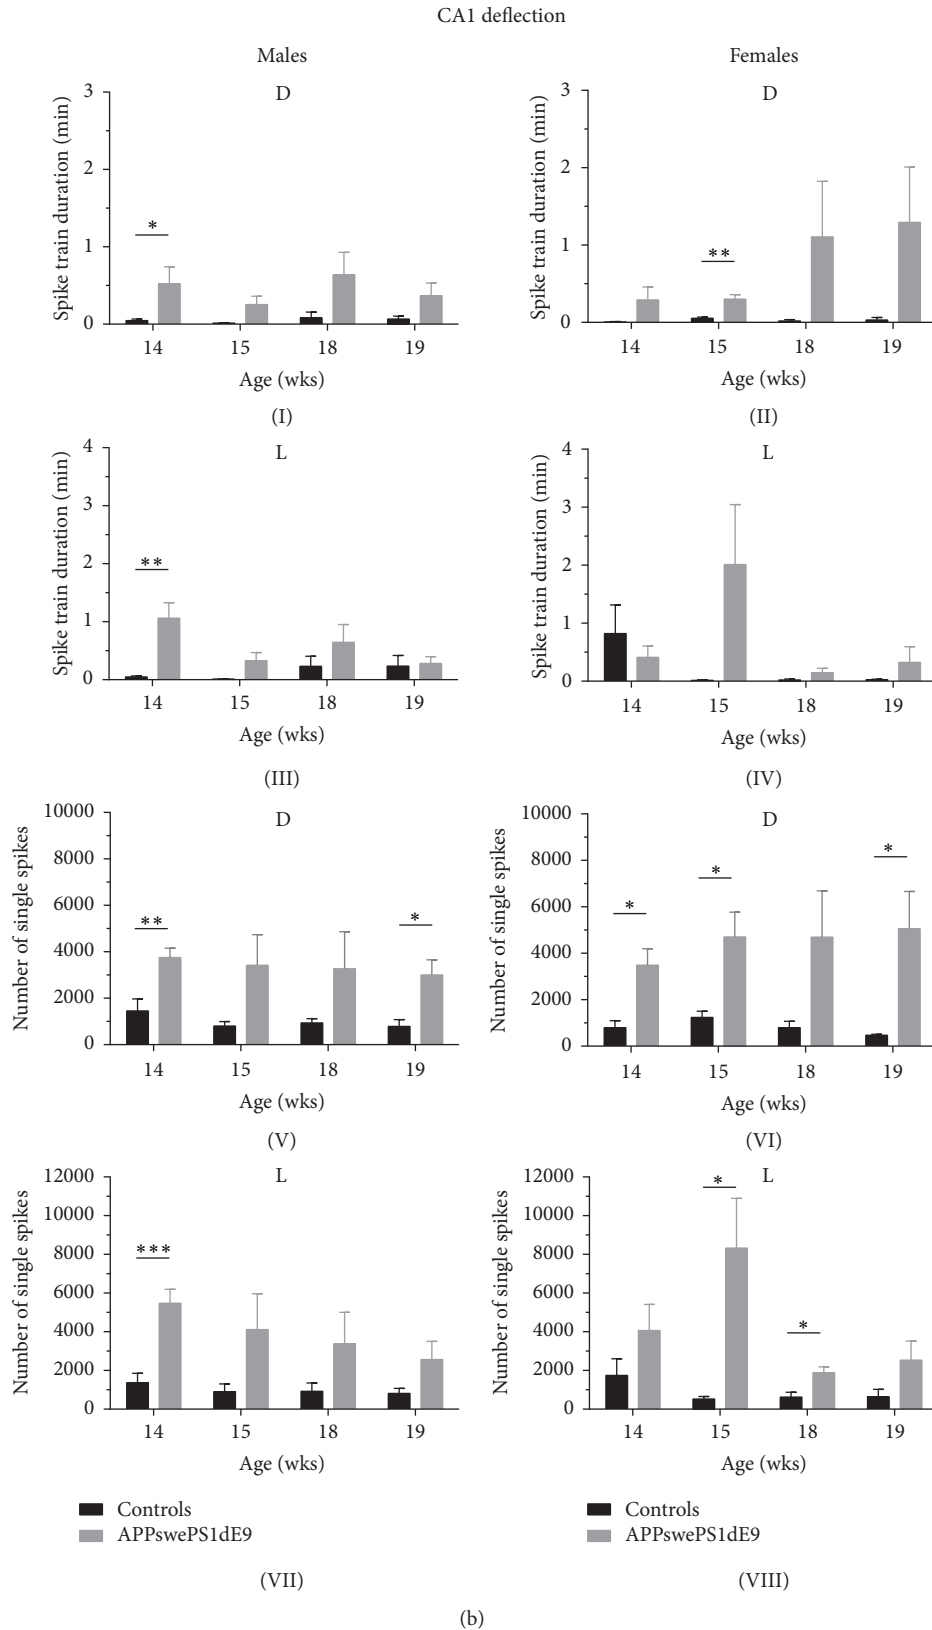 CA1 deflection
Males
Females
D
Spike train duration (min)
3
2
1
0
*
14 15 18 19
Age (wks)
(I)
D
Spike train duration (min)
3
2
1
0
**
14 15 18 19
Age (wks)
(II)
L
Spike train duration (min)
4
3
2
1
0
**
14 15 18 19
Age (wks)
(III)
L
Spike train duration (min)
4
3
2
1
0
14 15 18 19
Age (wks)
(IV)
D
Number of single spikes
10000
8000
6000
4000
2000
0
**
*
14 15 18 19
Age (wks)
(V)
D
Number of single spikes
10000
8000
6000
4000
2000
0
*
*
*
14 15 18 19
Age (wks)
(VI)
L
Number of single spikes
12000
10000
8000
6000
4000
2000
0
***
14 15 18 19
Age (wks)
Controls
APPswePS1dE9
(VII)
L
Number of single spikes
12000
10000
8000
6000
4000
2000
0
*
*
14 15 18 19
Age (wks)
Controls
APPswePS1dE9
(VIII)
(b)